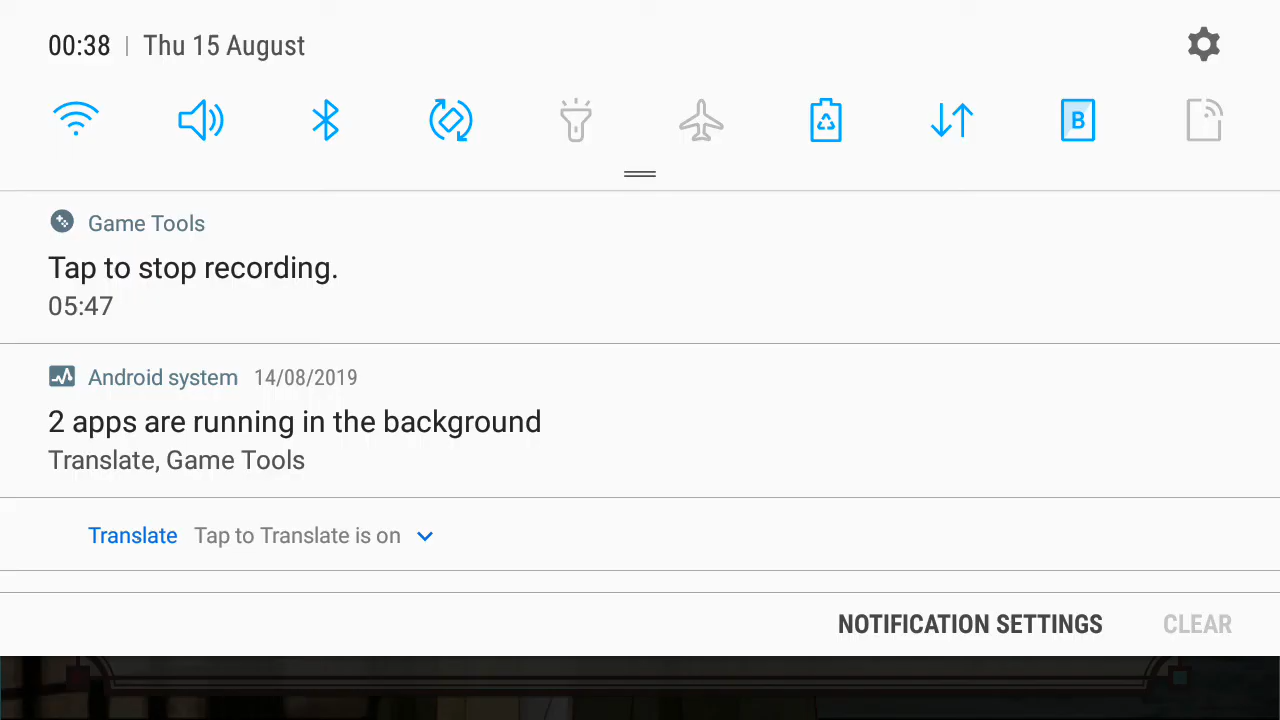 00:38 | Thu 15 August
B
Game Tools
Tap to stop recording.
05:47
Android system 14/08/2019
2 apps are running in the background
Translate, Game Tools
Translate Tap to Translate is on
NOTIFICATION SETTINGS CLEAR